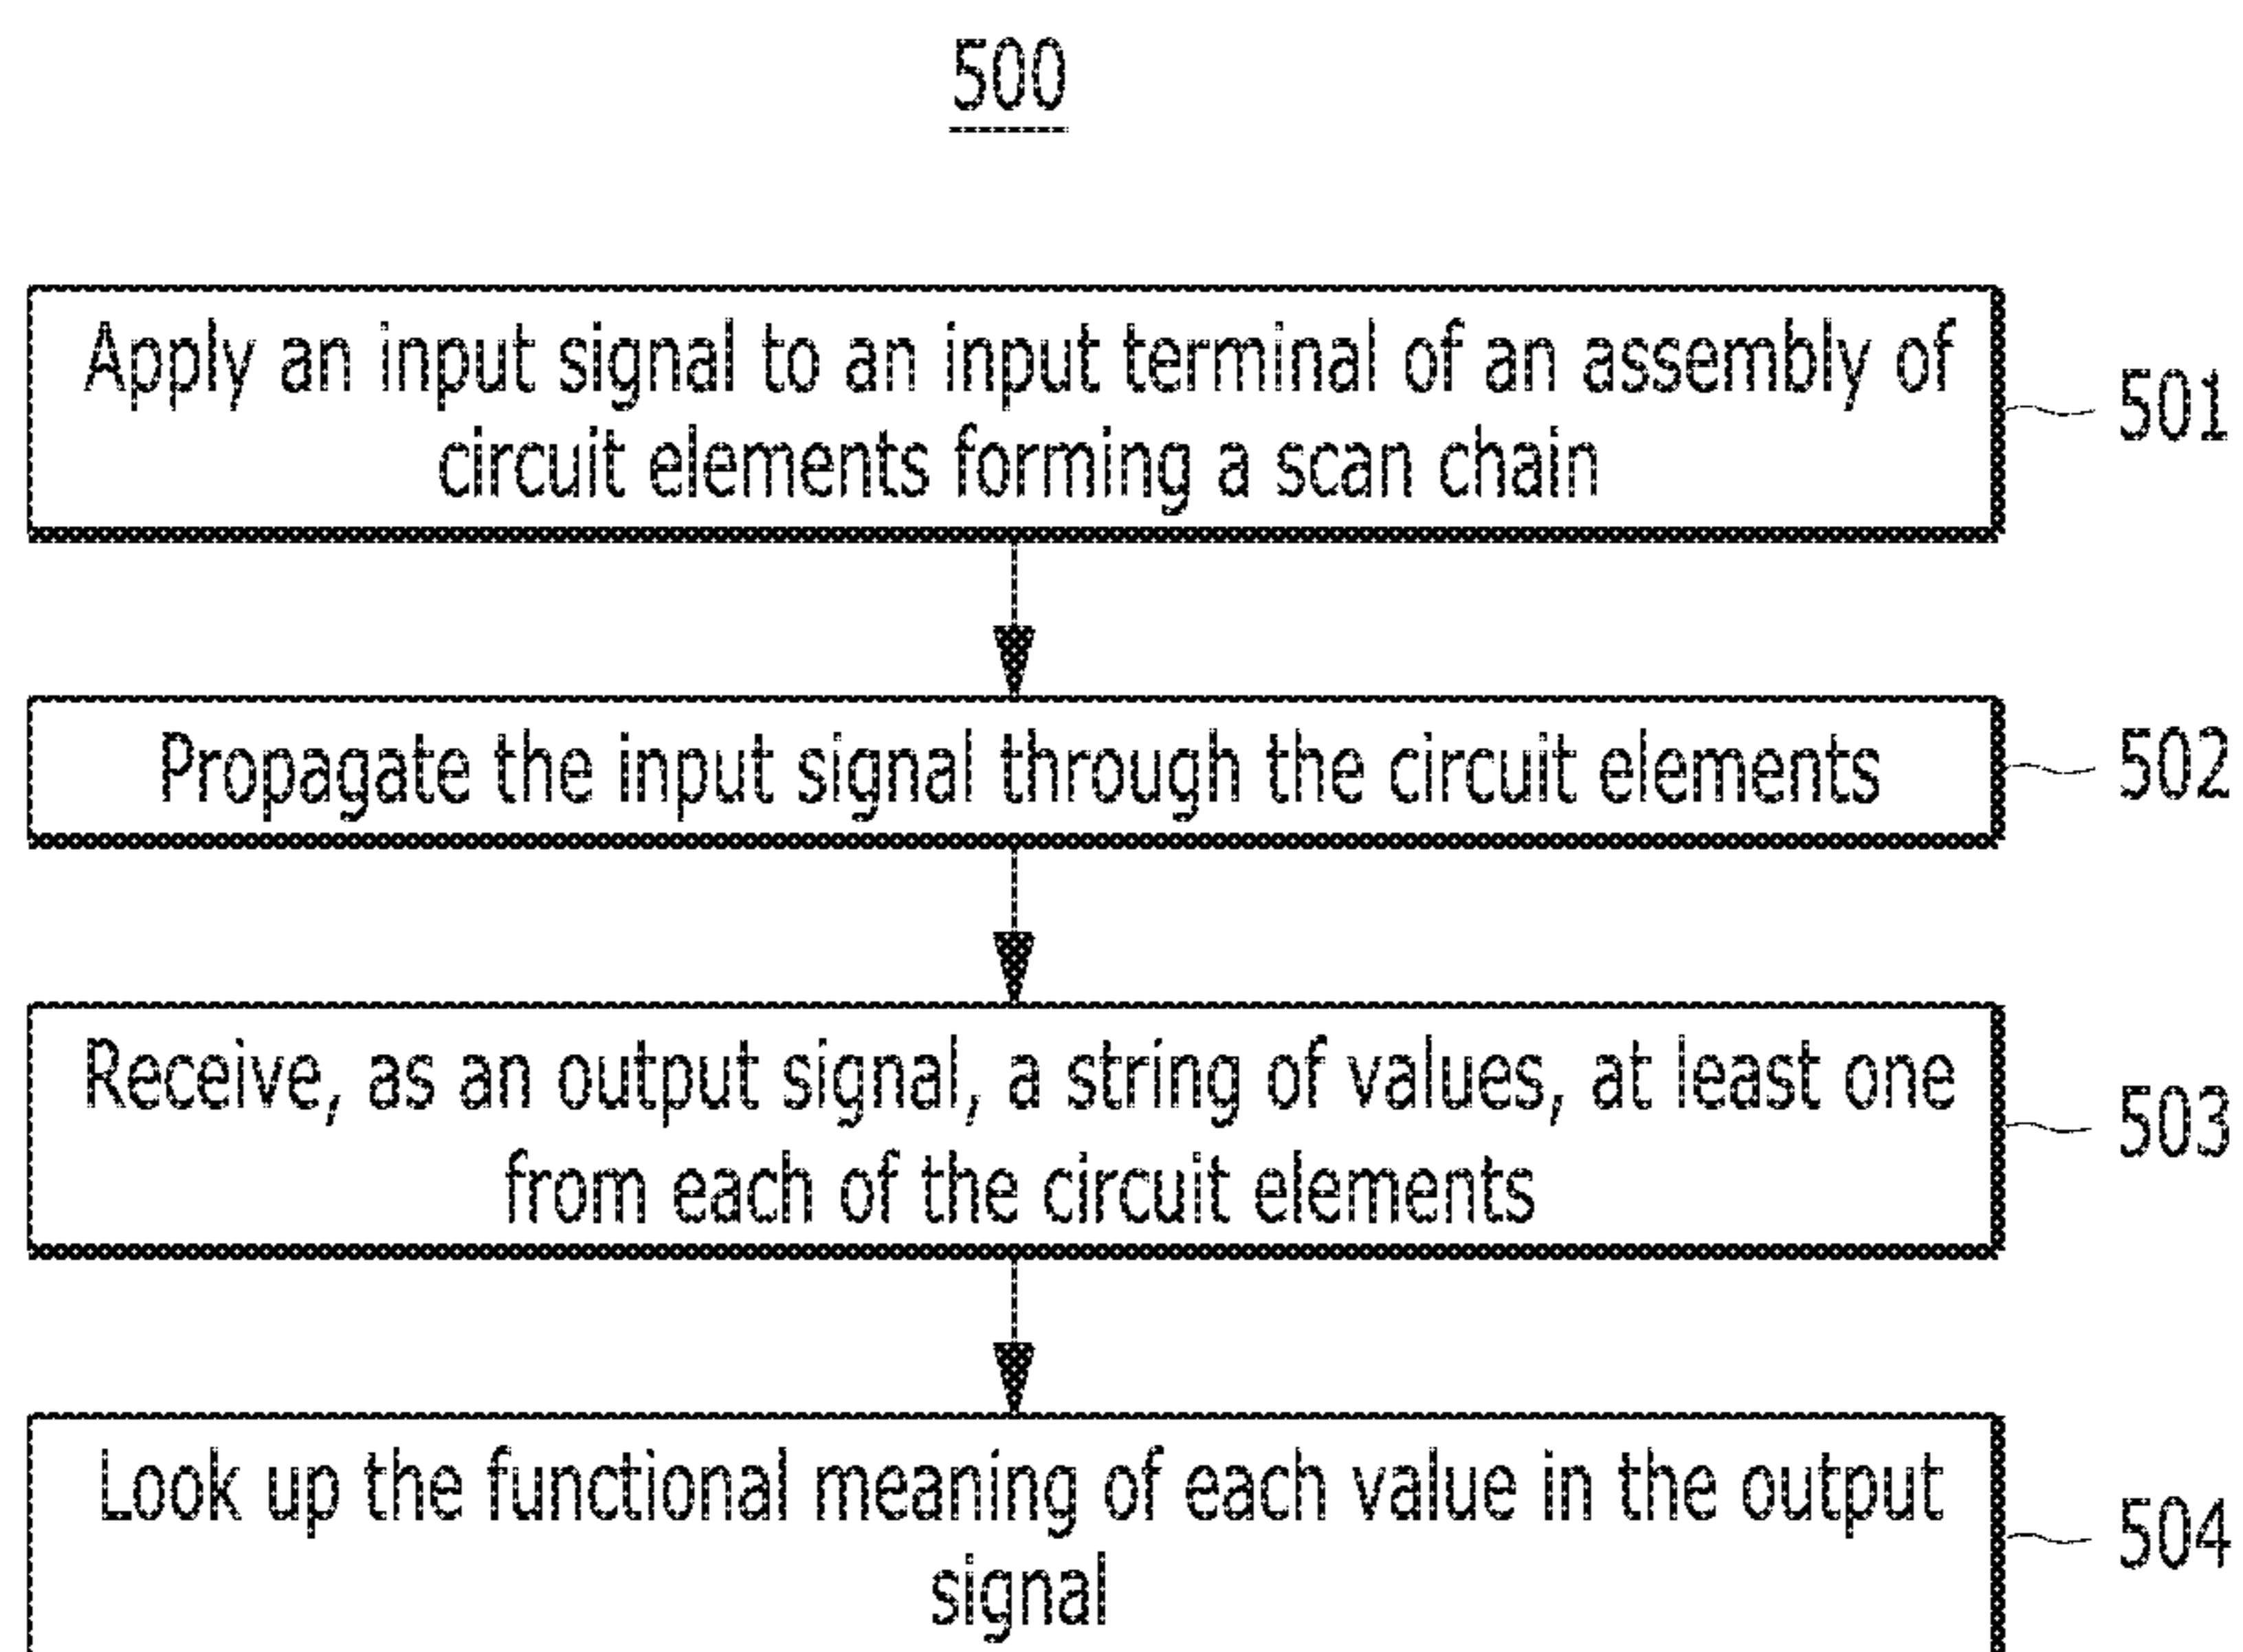 500
Apply an input signal to an input terminal of an assembly of
circuit elements forming a scan chain
501
Propagate the input signal through the circuit elements
502
Receive, as an output signal, a string of values, at least one
from each of the circuit elements
503
Look up the functional meaning of each value in the output
signal
504